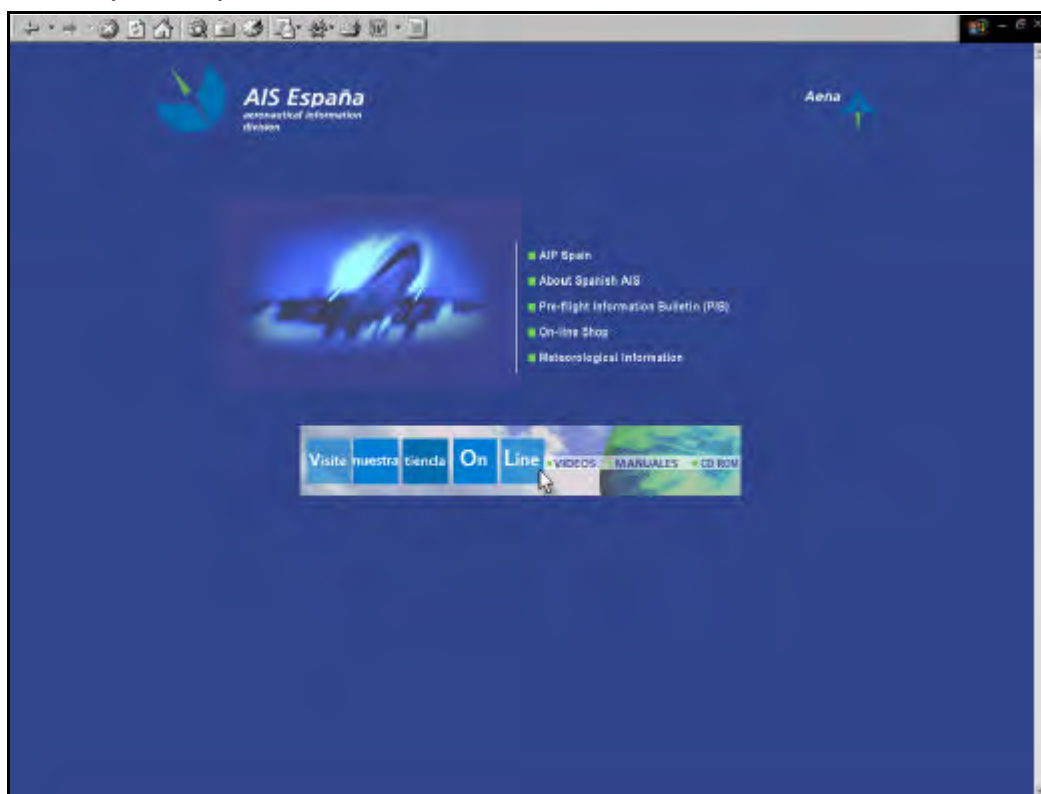 AIS España
aeronautical information
division
Aena
AIP Spain
About Spanish AIS
Pre-flight Information Bulletin (PIB)
On-line Shop
Meteorological Information
Visite nuestra tienda On Line
VIDEOS MANUALES CD ROM